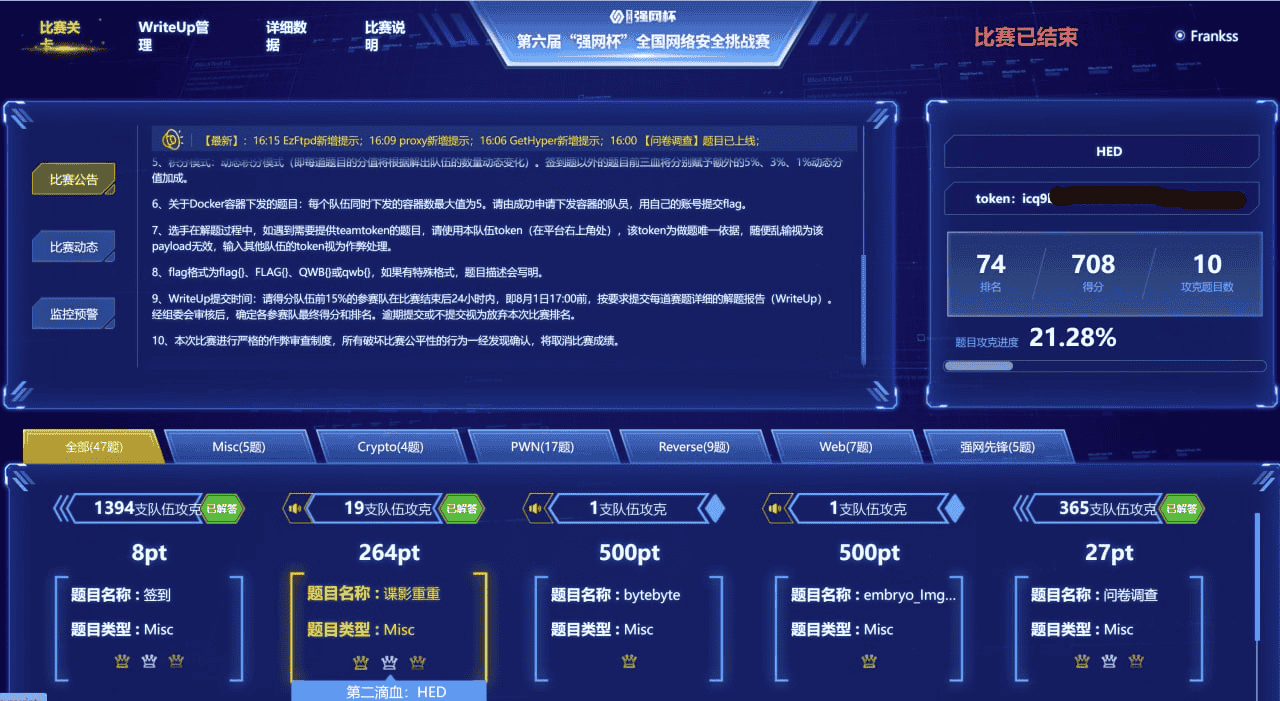 比赛关
卡
WriteUp管
理
详细数
据
比赛说
明
强网杯
第六届“强网杯”全国网络安全挑战赛
比赛已结束
Frankss
【最新】：16:15 EzFtpd新增提示；16:09 proxy新增提示；16:06 GetHyper新增提示；16:00 【问卷调查】题目已上线；
比赛公告
比赛动态
监控预警
5、积分模式：动态积分模式（即每道题目的分值将根据解出队伍的数量动态变化）。签到题以外的题目前三血将分别赋予额外的5%、3%、1%动态分
值加成。
6、关于Docker容器下发的题目：每个队伍同时下发的容器数最大值为5。请由成功申请下发容器的队员，用自己的账号提交flag。
7、选手在解题过程中，如遇到需要提供teamtoken的题目，请使用本队伍token（在平台右上角处），该token为做题唯一依据，随便乱输视为该
payload无效，输入其他队伍的token视为作弊处理。
8、flag格式为flag{}、FLAG{}、QWB{}或qwb{}，如果有特殊格式，题目描述会写明。
9、WriteUp提交时间：请得分队伍前15%的参赛队在比赛结束后24小时内，即8月1日17:00前，按要求提交每道赛题详细的解题报告（WriteUp）。
经组委会审核后，确定各参赛队最终得分和排名。逾期提交或不提交视为放弃本次比赛排名。
10、本次比赛进行严格的作弊审查制度，所有破坏比赛公平性的行为一经发现确认，将取消比赛成绩。
HED
token：icq9
74 708 10
排名 得分 攻克题目数
题目攻克进度 21.28%
全部(47题) Misc(5题) Crypto(4题) PWN(17题) Reverse(9题) Web(7题) 强网先锋(5题)
1394支队伍攻克 已解答 19支队伍攻克 已解答 1支队伍攻克 1支队伍攻克 365支队伍攻克 已解答
8pt 264pt 500pt 500pt 27pt
题目名称：签到 题目名称：谍影重重 题目名称：bytebyte 题目名称：embryo_lmg... 题目名称：问卷调查
题目类型：Misc 题目类型：Misc 题目类型：Misc 题目类型：Misc 题目类型：Misc
第二滴血：HED